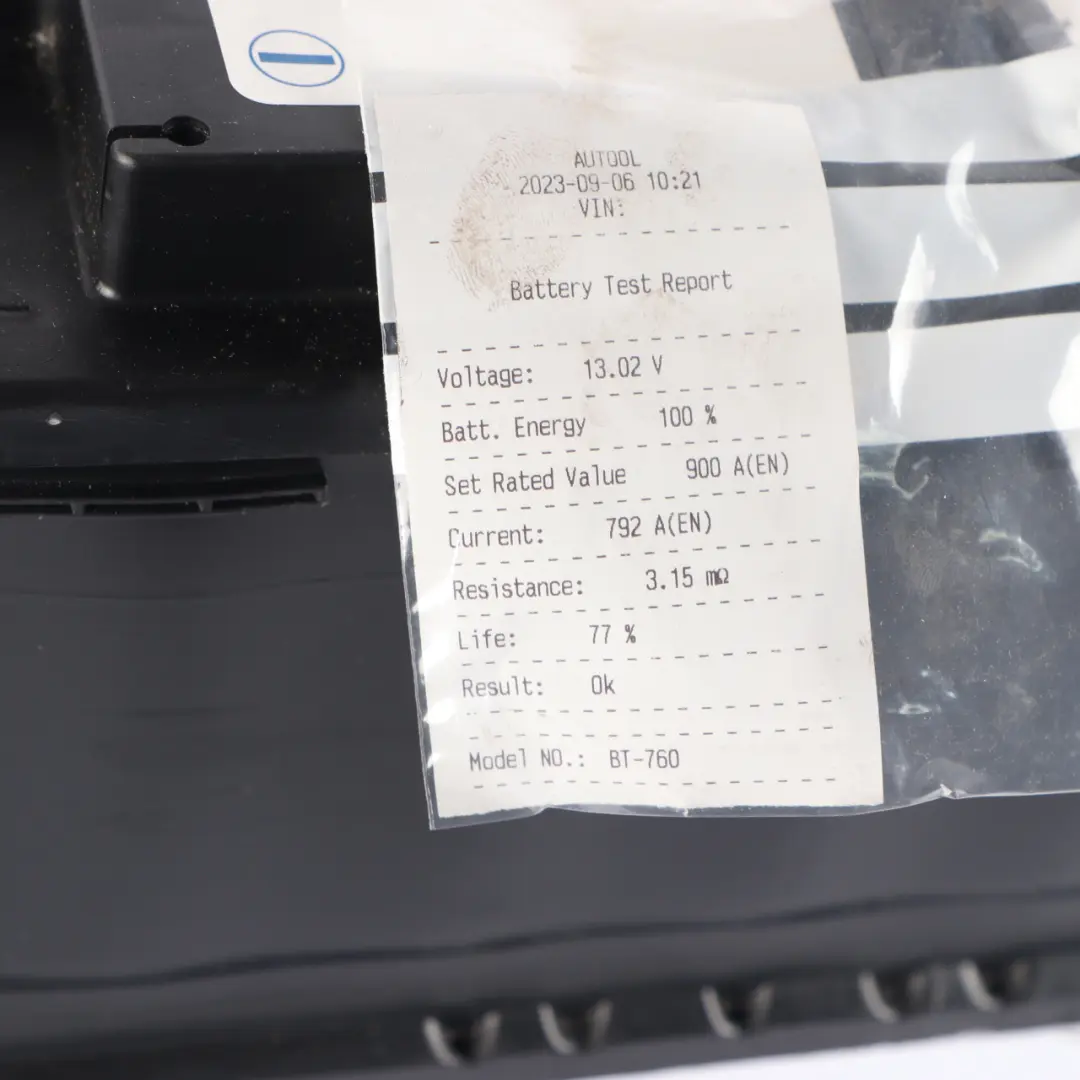 AUTOOL
2023-09-06 10:21
VIN:
Battery Test Report
Voltage: 13.02 V
Batt. Energy 100 %
Set Rated Value 900 A(EN)
Current: 792 A(EN)
Resistance: 3.15 mΩ
Life: 77 %
Result: Ok
Model NO.: BT-760